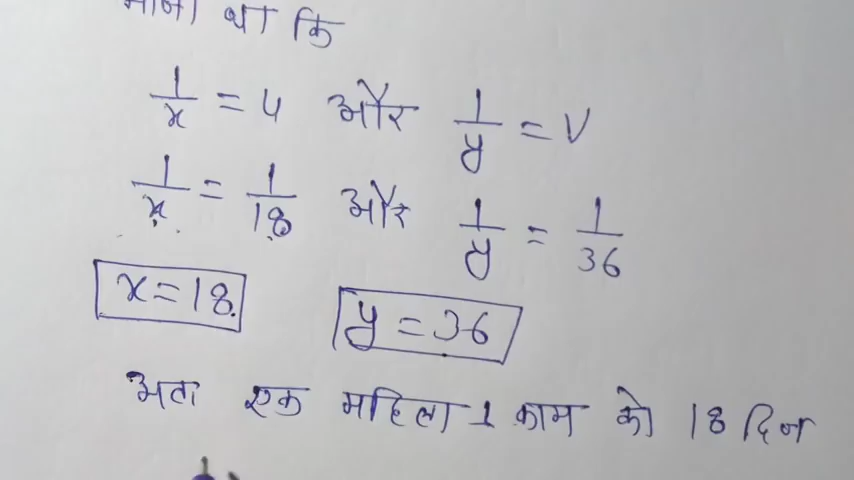 माना था कि
1/x = u और 1/y = v
1/x = 1/18 और 1/y = 1/36
x = 18 y = 36
अतः एक महिला 1 काम को 18 दिन